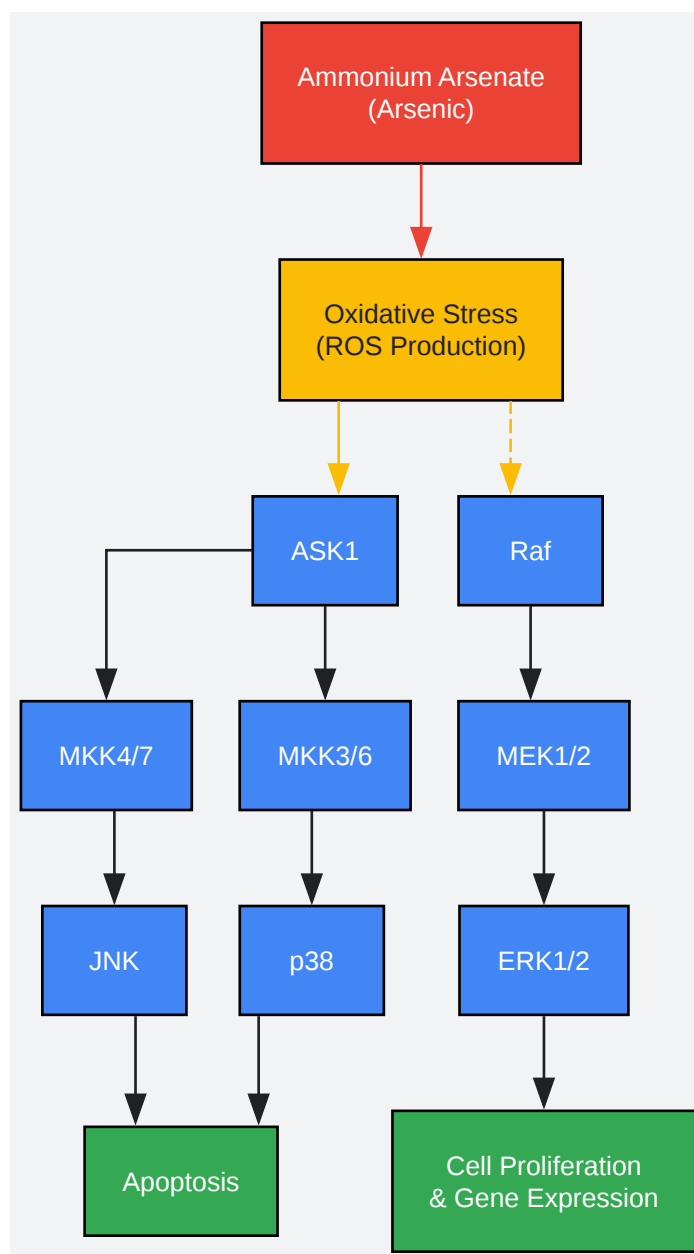 Ammonium Arsenate
(Arsenic)
Oxidative Stress
(ROS Production)
ASK1
Raf
MKK4/7
MKK3/6
MEK1/2
JNK
p38
ERK1/2
Apoptosis
Cell Proliferation
& Gene Expression